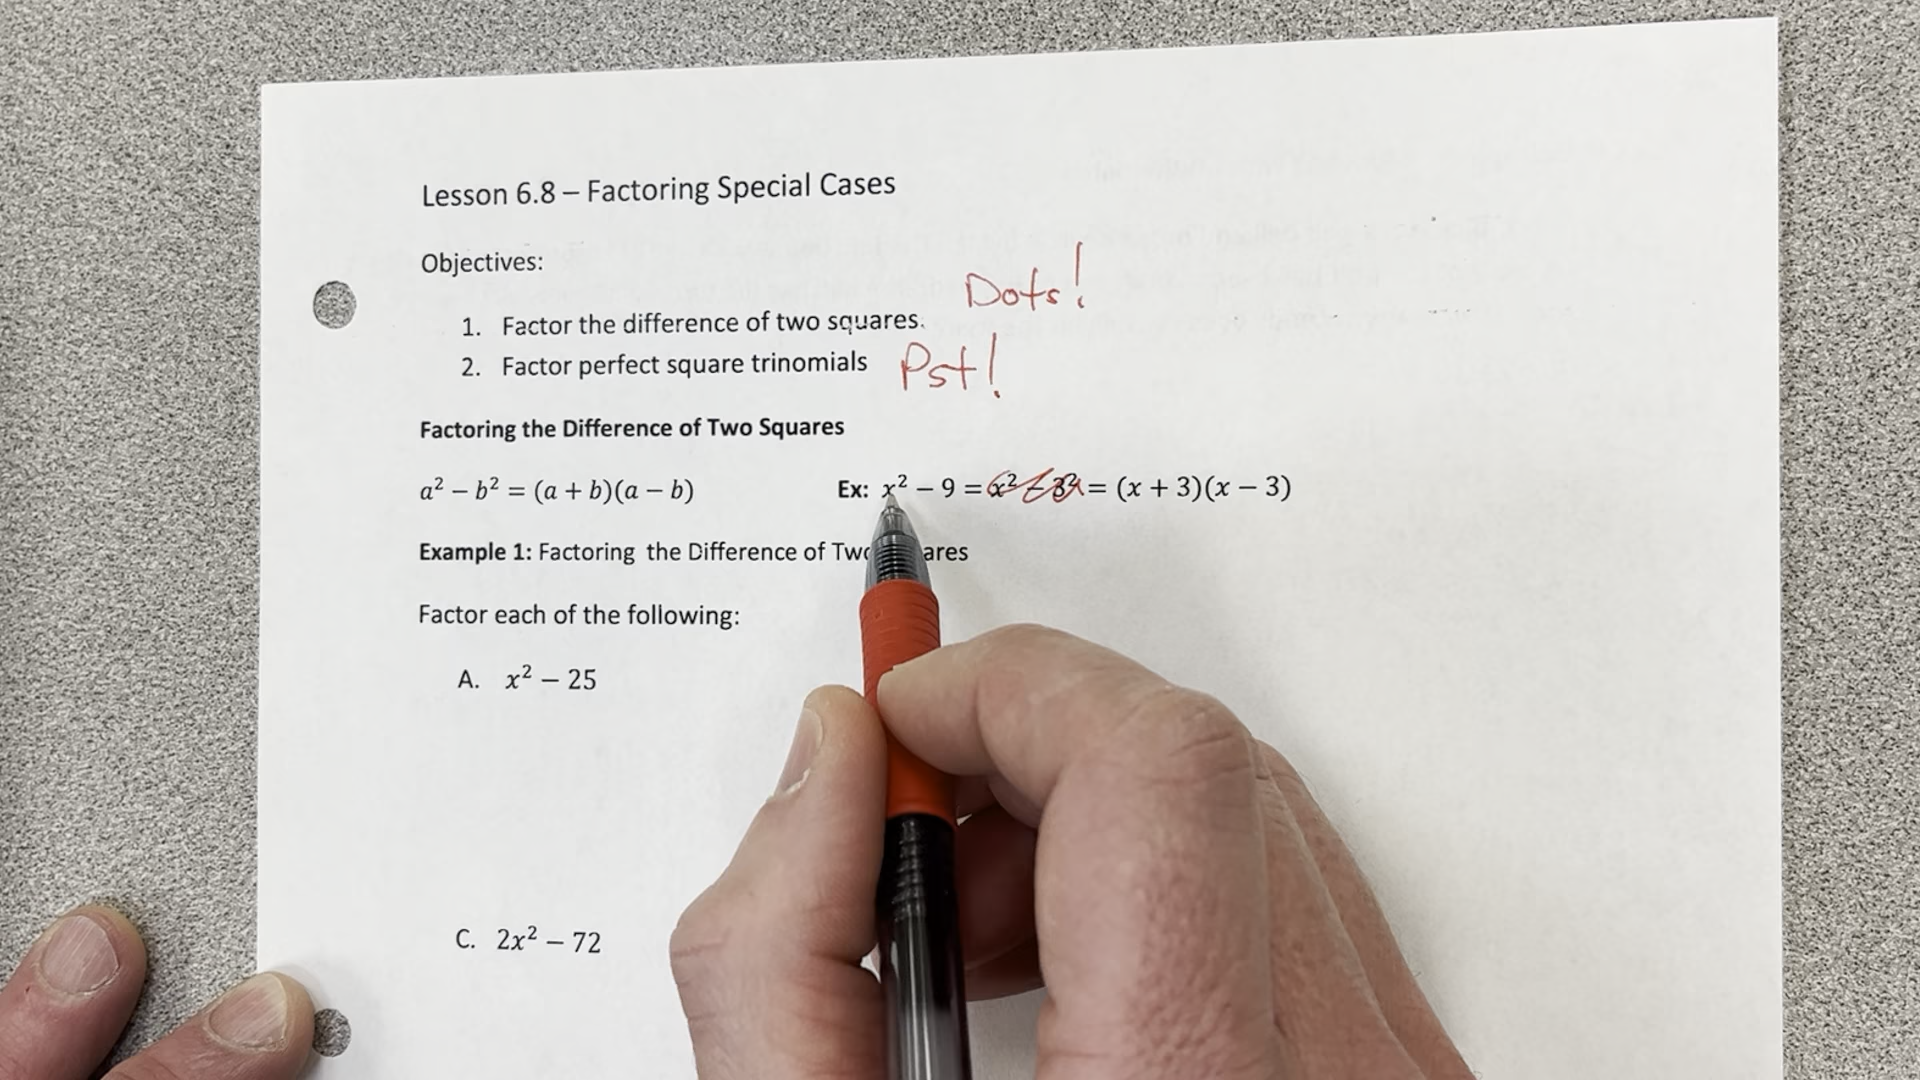 Lesson 6.8 – Factoring Special Cases
Objectives:
Dots!
1. Factor the difference of two squares.
2. Factor perfect square trinomials Pst!
Factoring the Difference of Two Squares
a² − b² = (a + b)(a − b) Ex: x² − 9 = x² − 3² = (x + 3)(x − 3)
Example 1: Factoring the Difference of Two
Factor each of the following:
A. x² − 25
C. 2x² − 72